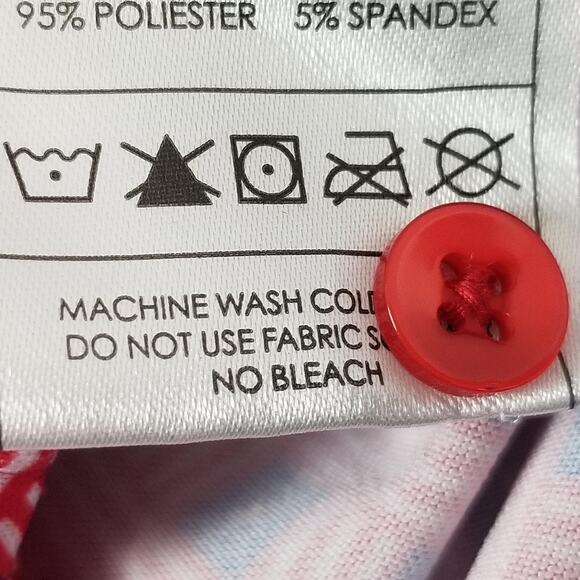 95% POLIESTER 5% SPANDEX
MACHINE WASH COLD
DO NOT USE FABRIC
NO BLEACH